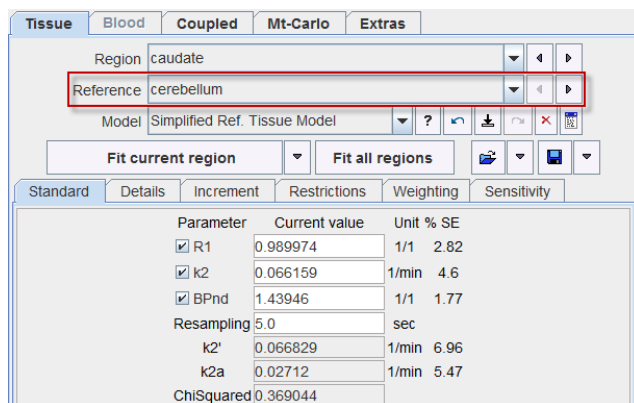 Tissue Blood Coupled Mt-Carlo Extras
Region caudate
Reference cerebellum
Model Simplified Ref. Tissue Model ?
Fit current region Fit all regions
Standard Details Increment Restrictions Weighting Sensitivity
Parameter Current value Unit % SE
R1 0.989974 1/1 2.82
k2 0.066159 1/min 4.6
BPnd 1.43946 1/1 1.77
Resampling 5.0 sec
k2' 0.066829 1/min 6.96
k2a 0.02712 1/min 5.47
ChiSquared 0.369044